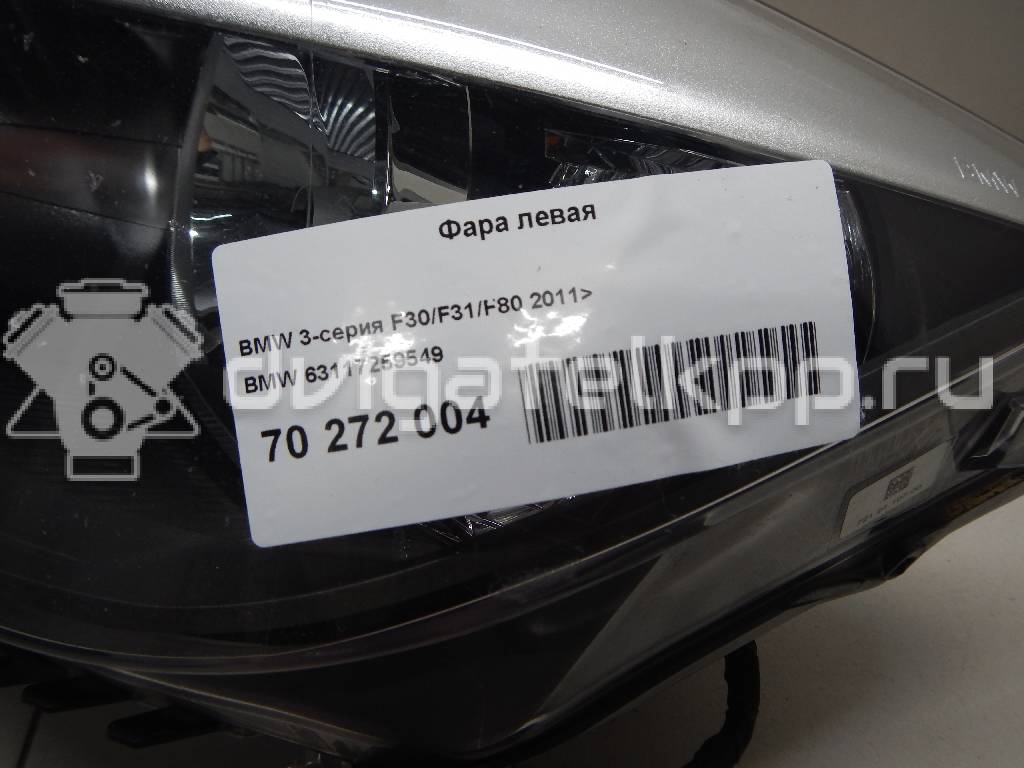 Фара левая
BMW 3-серия F30/F31/F80 2011>
BMW 63117259549
70 272 004
dvigatelkpp.ru